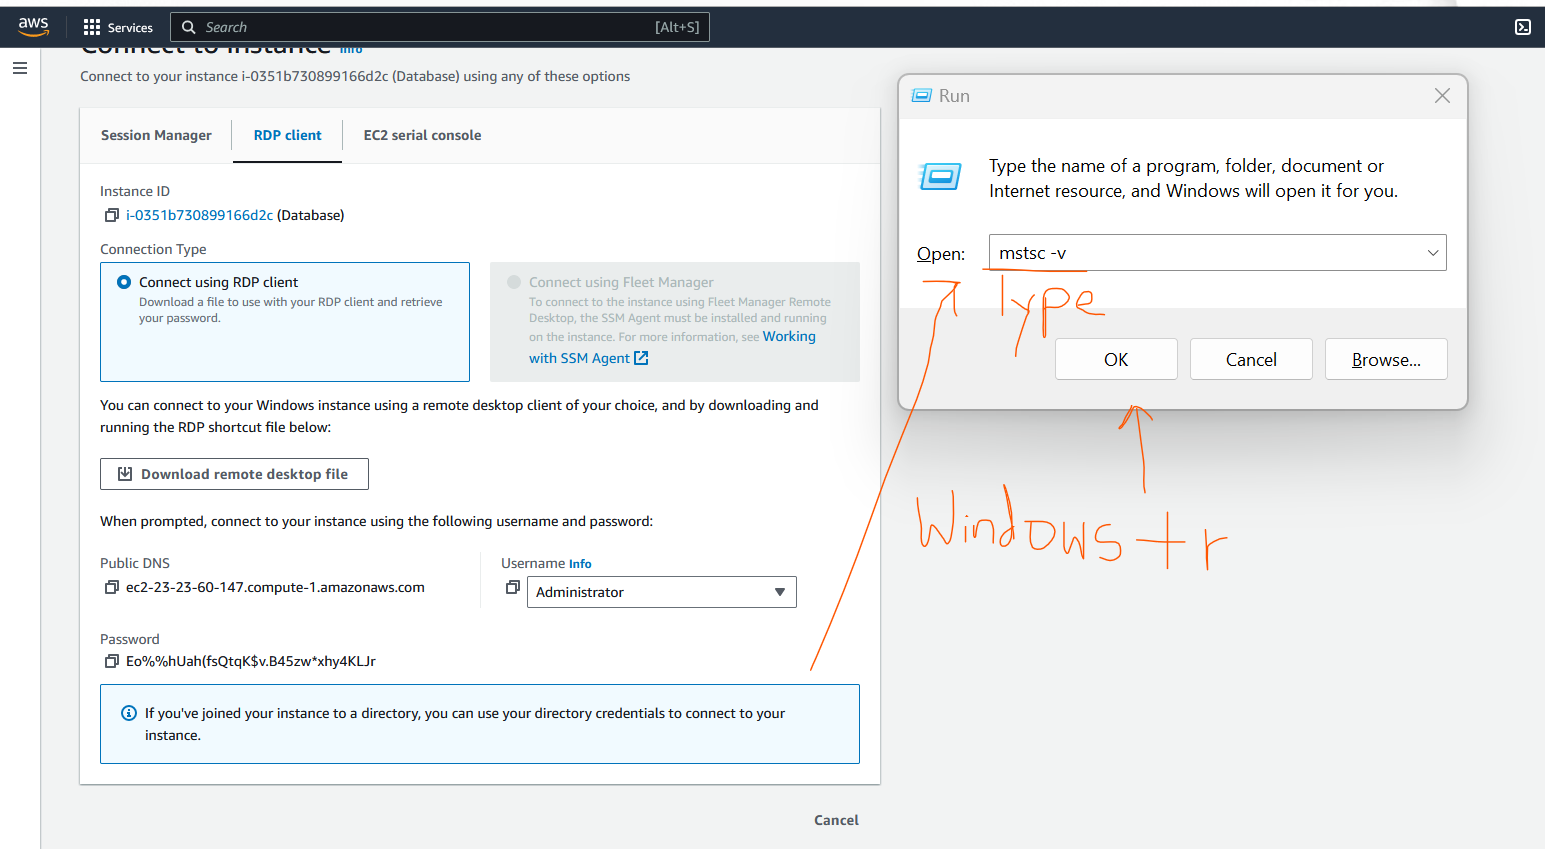 aws
Services
Search
[Alt+S]
Connect to instance Info
Connect to your instance i-0351b730899166d2c (Database) using any of these options
Session Manager
RDP client
EC2 serial console
Instance ID
i-0351b730899166d2c (Database)
Connection Type
Connect using RDP client
Download a file to use with your RDP client and retrieve
your password.
Connect using Fleet Manager
To connect to the instance using Fleet Manager Remote
Desktop, the SSM Agent must be installed and running
on the instance. For more information, see Working
with SSM Agent
You can connect to your Windows instance using a remote desktop client of your choice, and by downloading and
running the RDP shortcut file below:
Download remote desktop file
When prompted, connect to your instance using the following username and password:
Public DNS
ec2-23-23-60-147.compute-1.amazonaws.com
Username Info
Administrator
Password
Eo%%hUah(fsQtqK$v.B45zw*xhy4KLJr
If you've joined your instance to a directory, you can use your directory credentials to connect to your
instance.
Cancel
Run
Type the name of a program, folder, document or
Internet resource, and Windows will open it for you.
Open:
mstsc -v
Type
OK
Cancel
Browse...
Windows + r